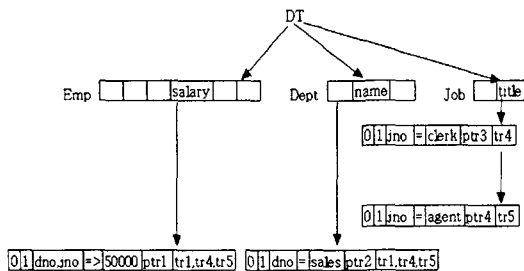 DT
Emp salary Dept name Job title
0 1 jno = clerk ptr3 tr4
0 1 jno = agent ptr4 tr5
0 1 dno,jno => 50000 ptr1 tr1,tr4,tr5 0 1 dno = sales ptr2 tr1,tr4,tr5